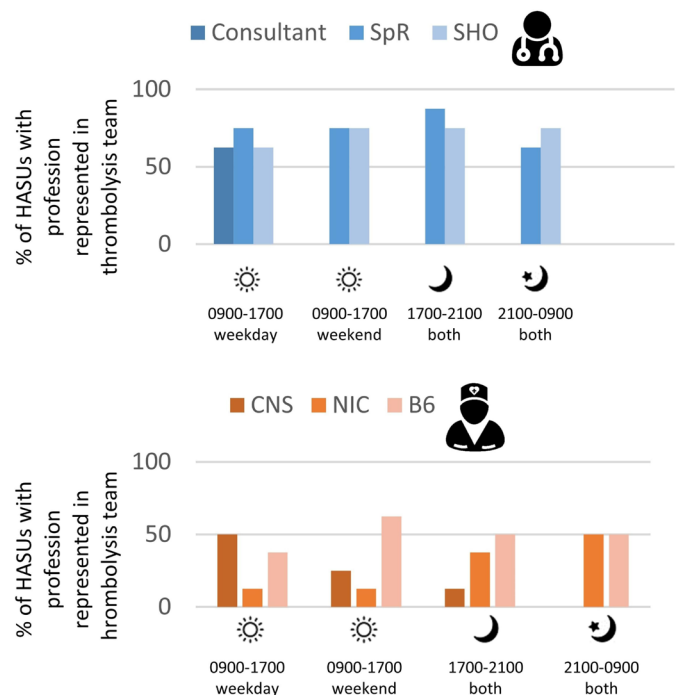 Consultant SpR SHO
% of HASUs with
profession
represented in
thrombolysis team
100
50
0
0900-1700
weekday
0900-1700
weekend
1700-2100
both
2100-0900
both
CNS NIC B6
% of HASUs with
profession
represented in
hrombolysis team
100
50
0
0900-1700
weekday
0900-1700
weekend
1700-2100
both
2100-0900
both